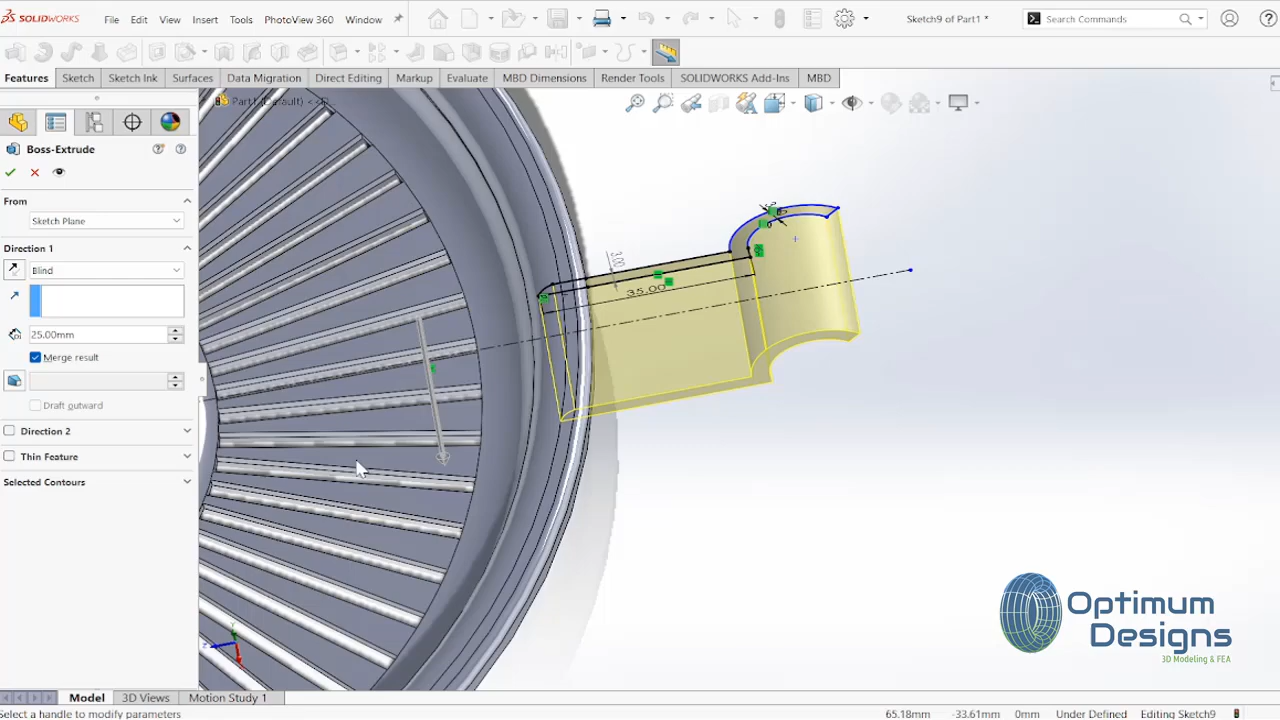 SOLIDWORKS
File Edit View Insert Tools PhotoView 360 Window
Sketch9 of Part1 *
Search Commands
Features Sketch Sketch Ink Surfaces Data Migration Direct Editing Markup Evaluate MBD Dimensions Render Tools SOLIDWORKS Add-Ins MBD
Part1 (Default) <<D...
Boss-Extrude
From
Sketch Plane
Direction 1
Blind
25.00mm
Merge result
Draft outward
Direction 2
Thin Feature
Selected Contours
3.00
35.00
Optimum
Designs
3D Modeling & FEA
Model 3D Views Motion Study 1
Select a handle to modify parameters
65.18mm -33.61mm 0mm Under Defined Editing Sketch9